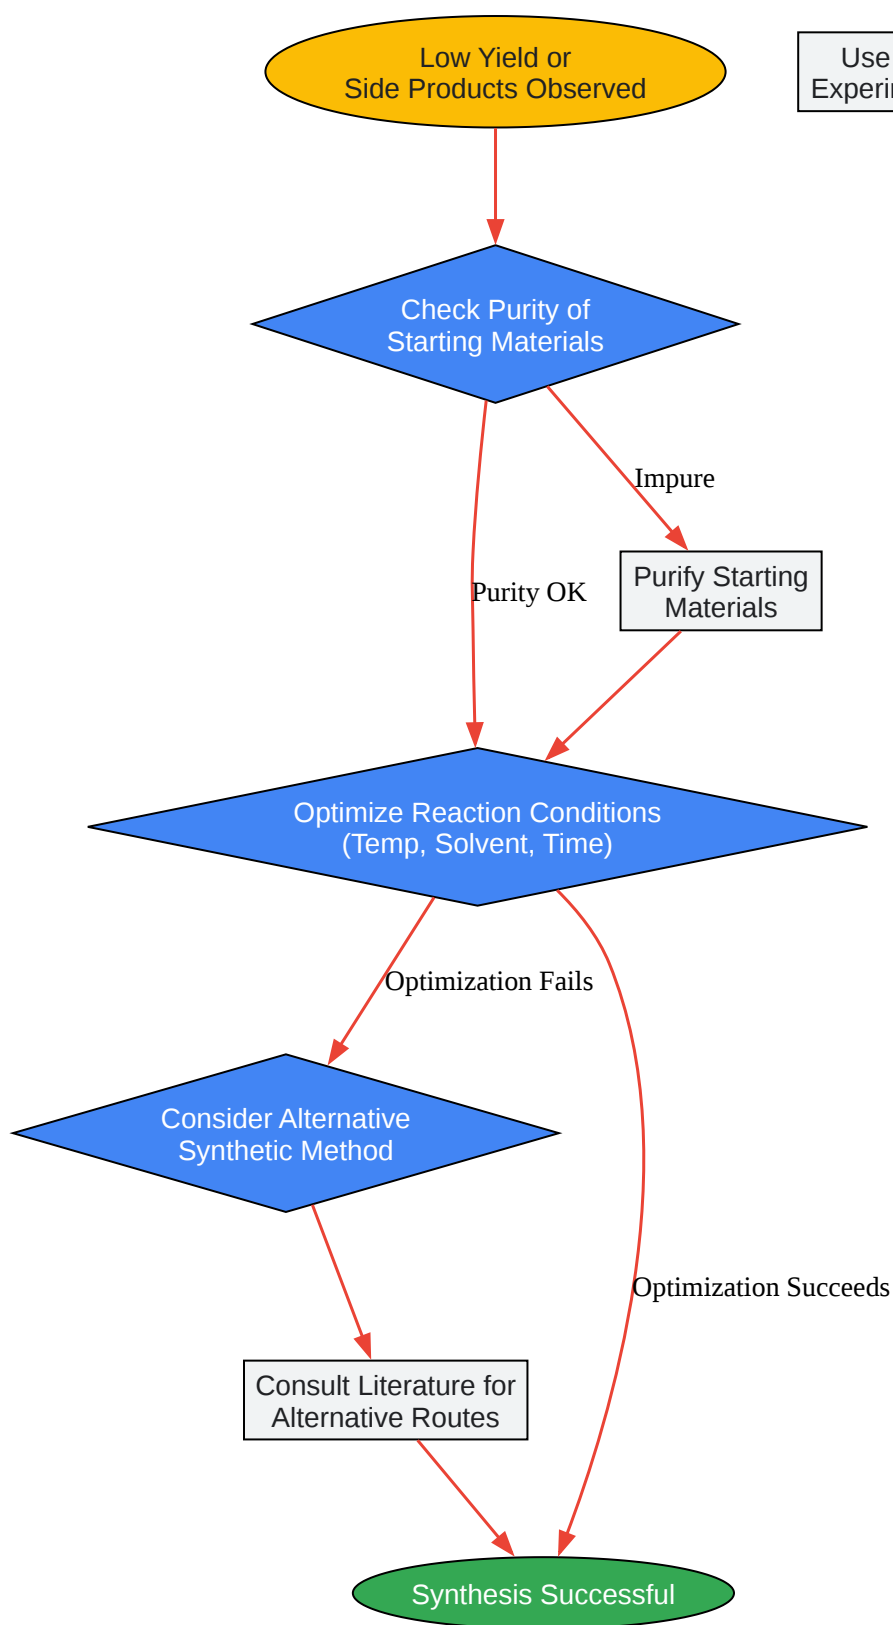 Low Yield or
Side Products Observed
Use
Check Purity of
Starting Materials
Impure
Purity OK
Purify Starting
Materials
Optimize Reaction Conditions
(Temp, Solvent, Time)
Optimization Fails
Consider Alternative
Synthetic Method
Optimization Succeeds
Consult Literature for
Alternative Routes
Synthesis Successful